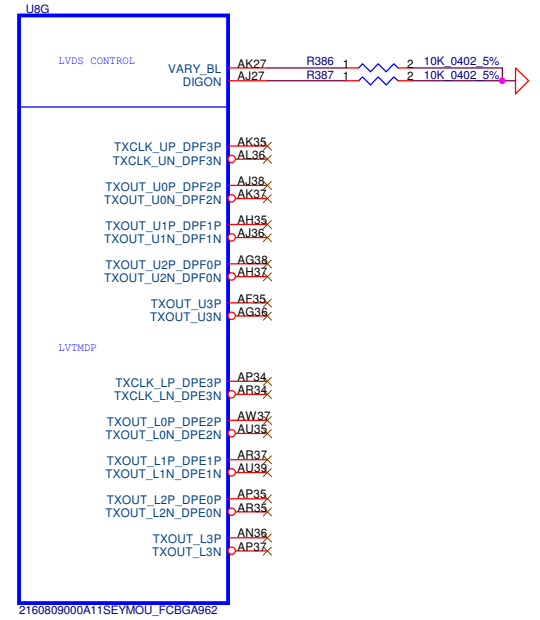 U8G
LVDS CONTROL
VARY_BL AK27 R386 1 2 10K_0402_5%
DIGON AJ27 R387 1 2 10K_0402_5%
TXCLK_UP_DPF3P AK35
TXCLK_UN_DPF3N AL36
TXOUT_U0P_DPF2P AJ38
TXOUT_U0N_DPF2N AK37
TXOUT_U1P_DPF1P AH35
TXOUT_U1N_DPF1N AJ36
TXOUT_U2P_DPF0P AG38
TXOUT_U2N_DPF0N AH37
TXOUT_U3P AF35
TXOUT_U3N AG36
LVTMDP
TXCLK_LP_DPE3P AP34
TXCLK_LN_DPE3N AR34
TXOUT_L0P_DPE2P AW37
TXOUT_L0N_DPE2N AU35
TXOUT_L1P_DPE1P AR37
TXOUT_L1N_DPE1N AU39
TXOUT_L2P_DPE0P AP35
TXOUT_L2N_DPE0N AR35
TXOUT_L3P AN36
TXOUT_L3N AP37
2160809000A11SEYMOU_FCBGA962